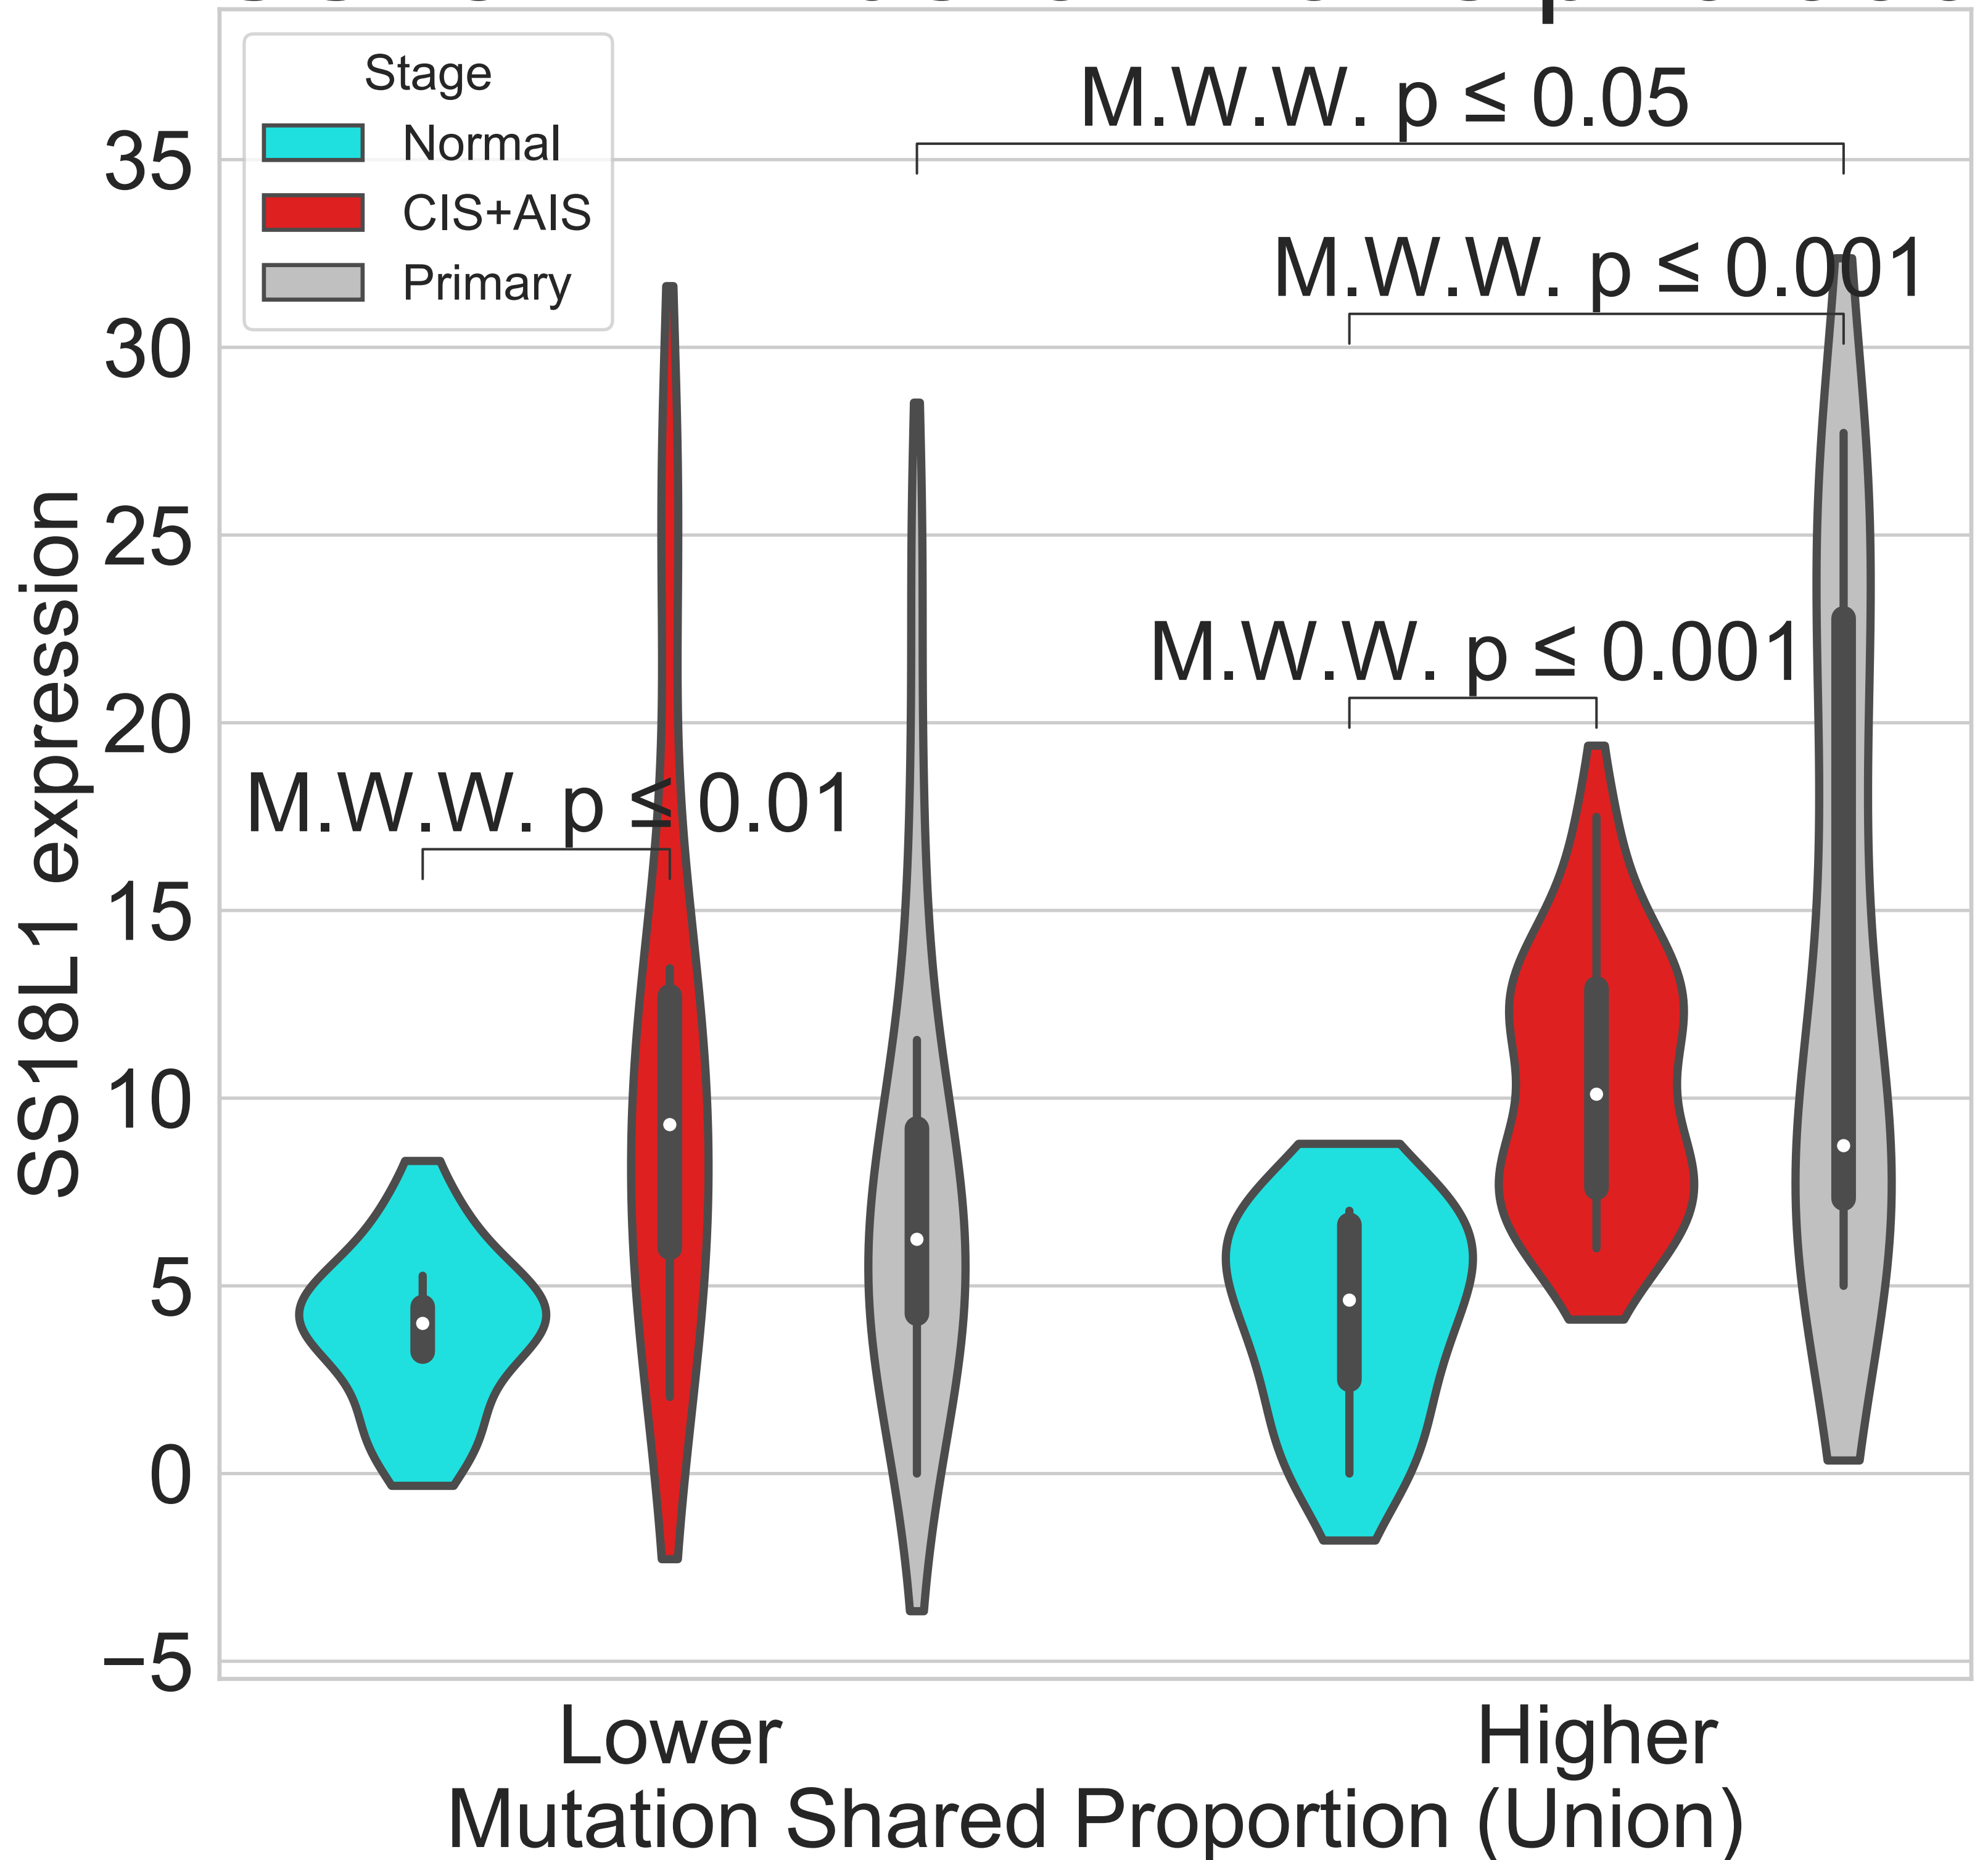 Stage
Normal
CIS+AIS
Primary
M.W.W. p ≤ 0.05
M.W.W. p ≤ 0.001
M.W.W. p ≤ 0.001
M.W.W. p ≤ 0.01
35
30
25
20
15
10
5
0
−5
SS18L1 expression
Lower
Higher
Mutation Shared Proportion (Union)